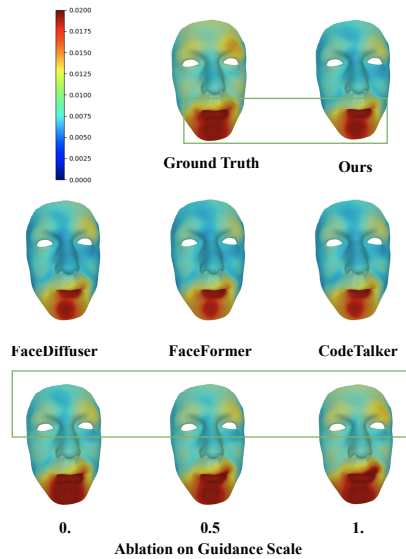 0.0200
0.0175
0.0150
0.0125
0.0100
0.0075
0.0050
0.0025
0.0000
Ground Truth
Ours
FaceDiffuser
FaceFormer
CodeTalker
0.
0.5
1.
Ablation on Guidance Scale